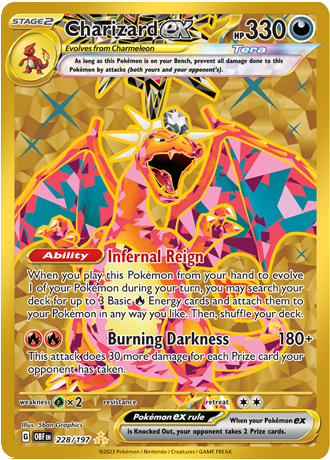 STAGE2
Charizard ex
HP 330
Evolves from Charmeleon
Tera
As long as this Pokémon is on your Bench, prevent all damage done to this
Pokémon by attacks (both yours and your opponent's).
Ability Infernal Reign
When you play this Pokémon from your hand to evolve
1 of your Pokémon during your turn, you may search your
deck for up to 3 Basic Energy cards and attach them to
your Pokémon in any way you like. Then, shuffle your deck.
Burning Darkness 180+
This attack does 30 more damage for each Prize card your
opponent has taken.
weakness ×2 resistance retreat
Illus. 5ban Graphics
G OBF EN 228/197
Pokémon ex rule
When your Pokémon ex
is Knocked Out, your opponent takes 2 Prize cards.
©2023 Pokémon / Nintendo / Creatures / GAME FREAK